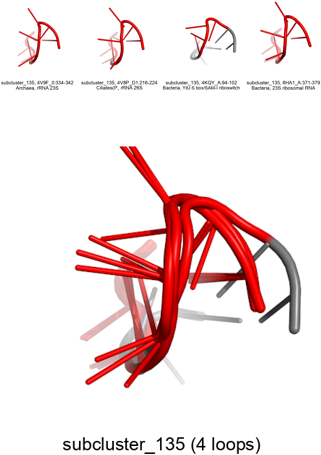 subcluster_135, 4V9F_0:334-342
Archaea, rRNA 23S
subcluster_135, 4V8P_D1:216-224
Ciliates(P., rRNA 26S
subcluster_135, 4KQY_A:94-102
Bacteria, YitJ S box/SAM-I riboswitch
subcluster_135, 6HA1_A:371-379
Bacteria, 23S ribosomal RNA
subcluster_135 (4 loops)